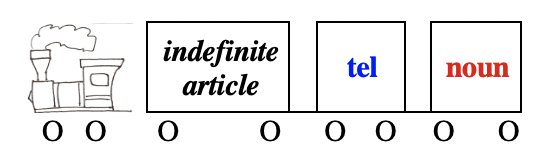 indefinite
article
tel
noun
O O O O O O O O